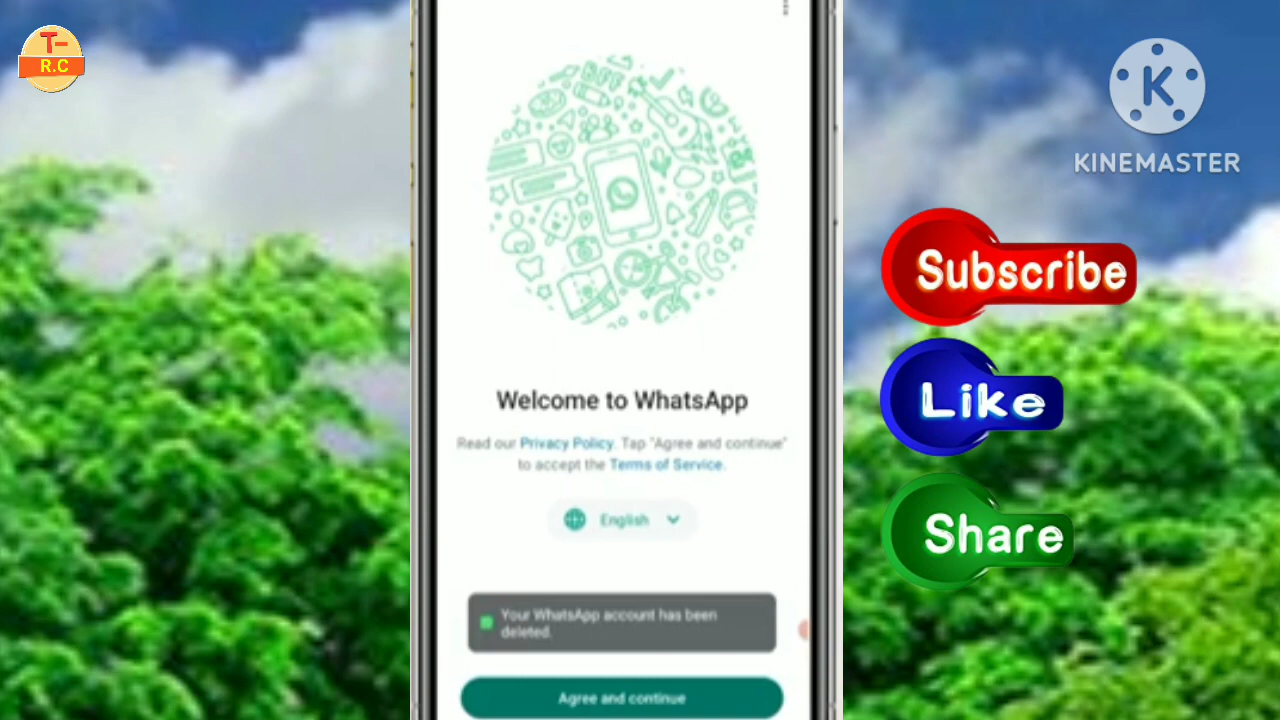 T-
R.C
KINEMASTER
Subscribe
Like
Share
Welcome to WhatsApp
Read our Privacy Policy. Tap "Agree and continue"
to accept the Terms of Service.
English
Your WhatsApp account has been
deleted.
Agree and continue